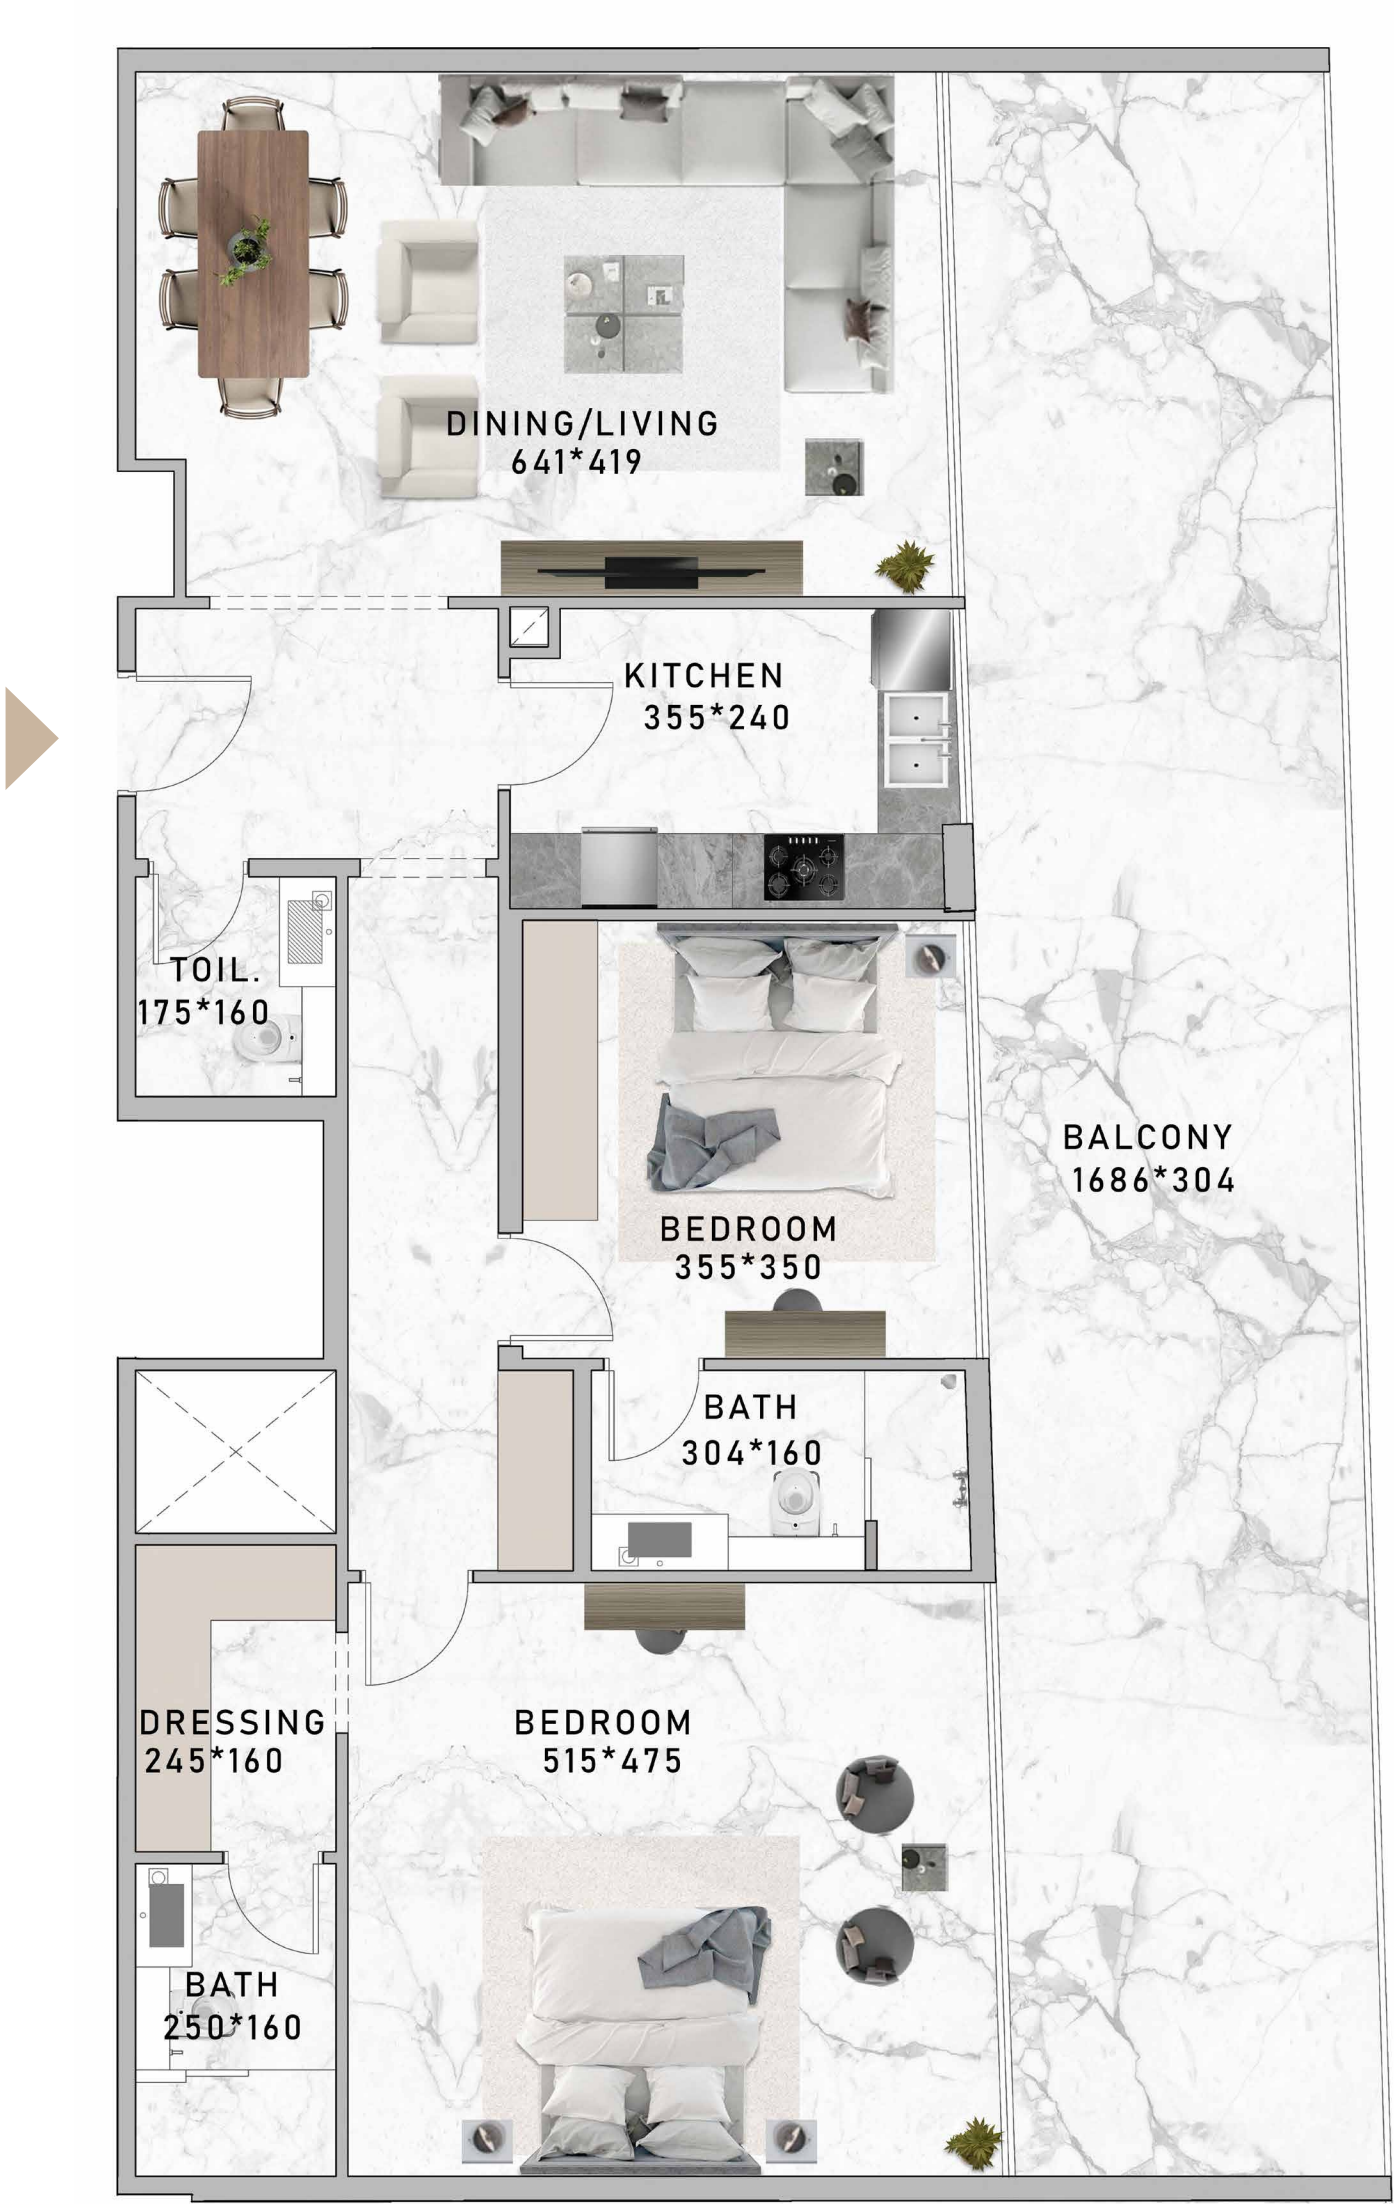 DINING/LIVING
641*419
KITCHEN
355*240
TOIL.
175*160
BALCONY
1686*304
BEDROOM
355*350
BATH
304*160
DRESSING
245*160
BEDROOM
515*475
BATH
250*160